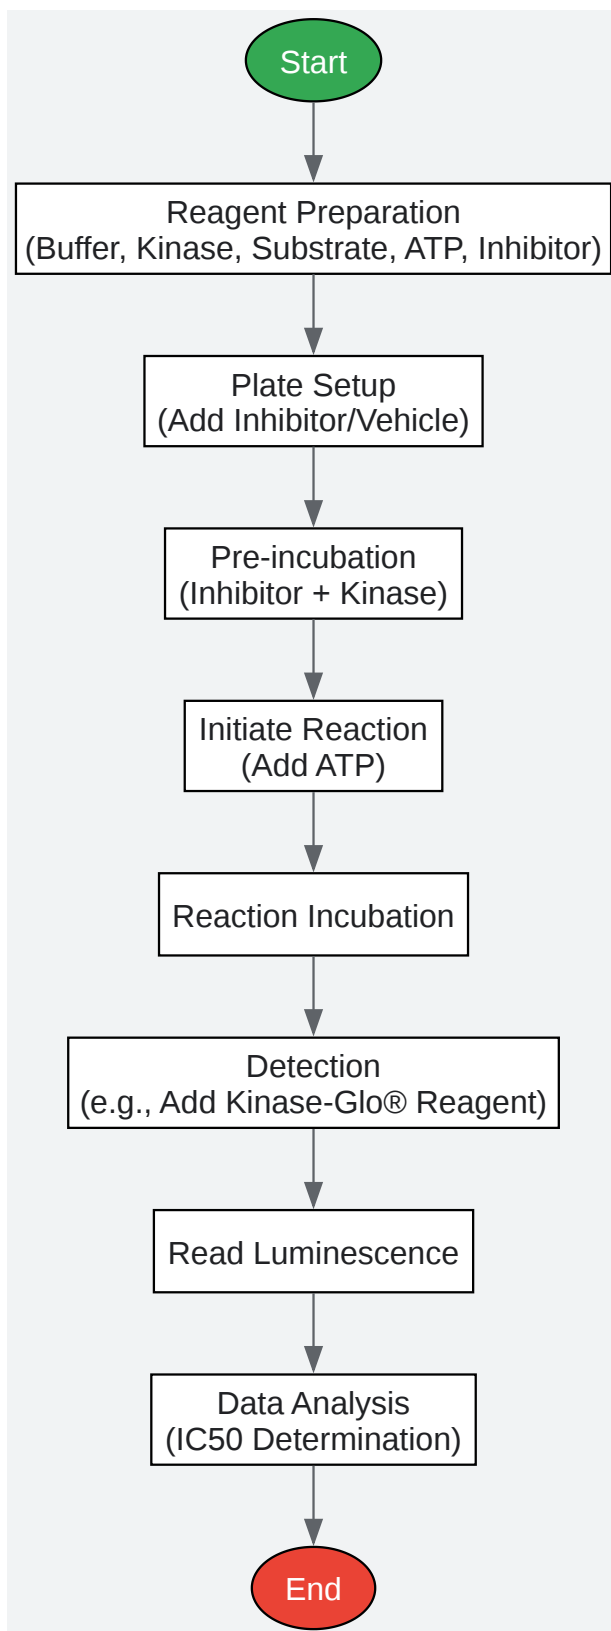 Start
Reagent Preparation
(Buffer, Kinase, Substrate, ATP, Inhibitor)
Plate Setup
(Add Inhibitor/Vehicle)
Pre-incubation
(Inhibitor + Kinase)
Initiate Reaction
(Add ATP)
Reaction Incubation
Detection
(e.g., Add Kinase-Glo® Reagent)
Read Luminescence
Data Analysis
(IC50 Determination)
End